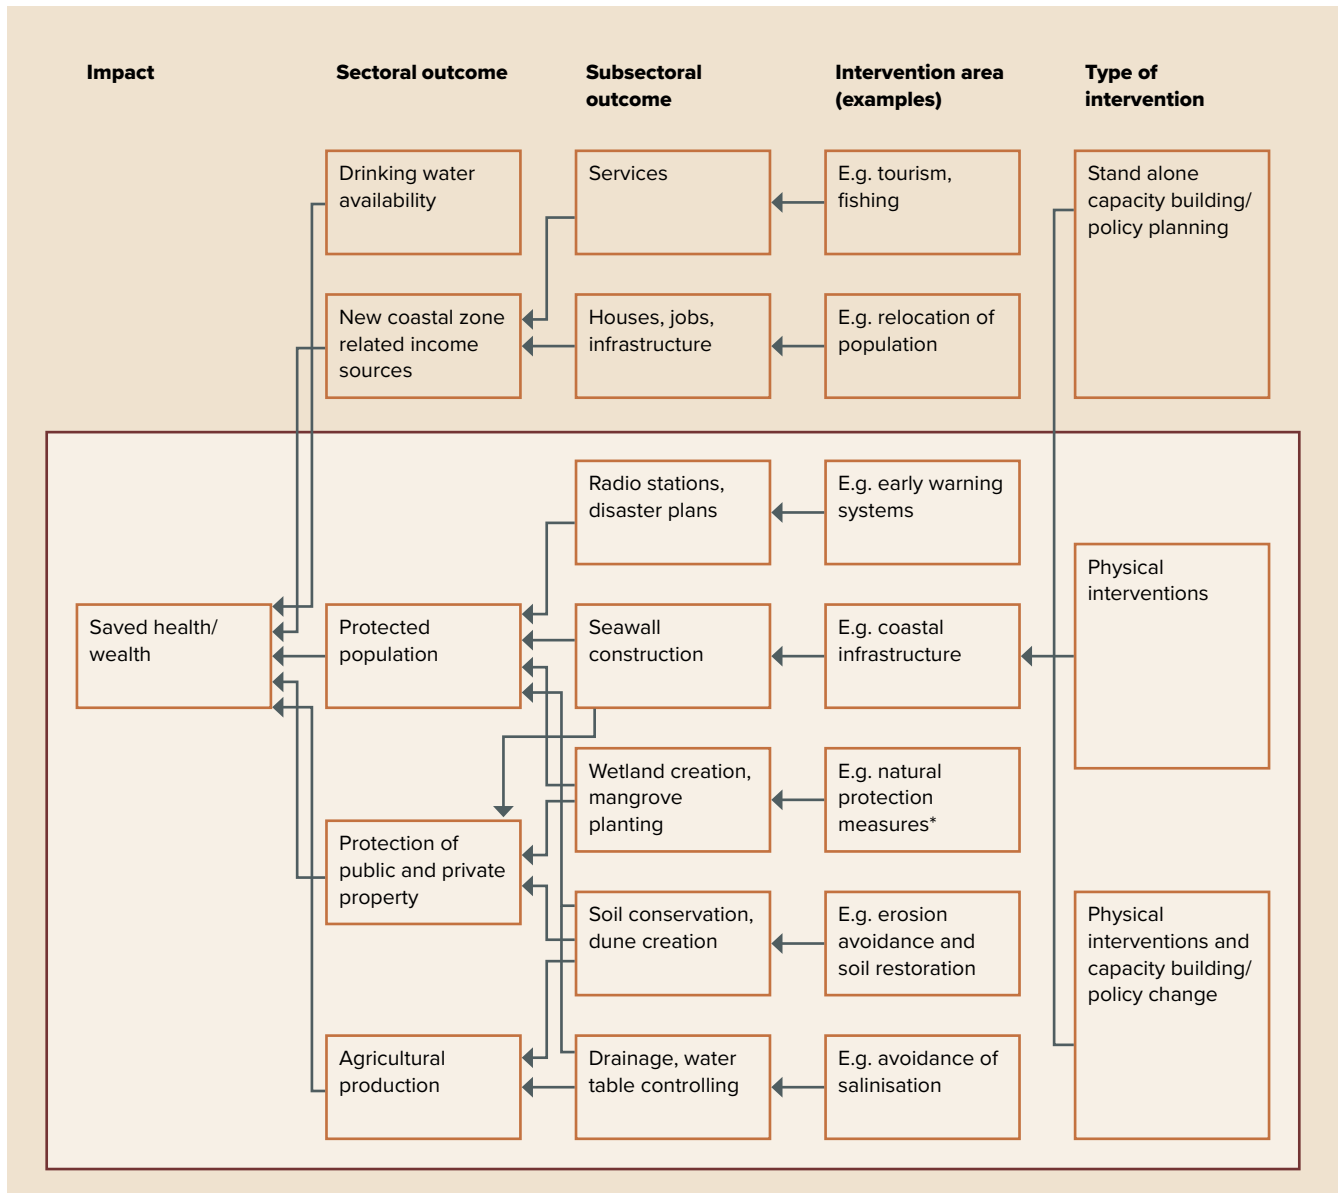 Impact
Sectoral outcome
Subsectoral
outcome
Intervention area
(examples)
Type of
intervention
Drinking water
availability
Services
E.g. tourism,
fishing
Stand alone
capacity building/
policy planning
New coastal zone
related income
sources
Houses, jobs,
infrastructure
E.g. relocation of
population
Radio stations,
disaster plans
E.g. early warning
systems
Physical
interventions
Saved health/
wealth
Protected
population
Seawall
construction
E.g. coastal
infrastructure
Wetland creation,
mangrove
planting
E.g. natural
protection
measures*
Protection of
public and private
property
Soil conservation,
dune creation
E.g. erosion
avoidance and
soil restoration
Physical
interventions and
capacity building/
policy change
Agricultural
production
Drainage, water
table controlling
E.g. avoidance of
salinisation